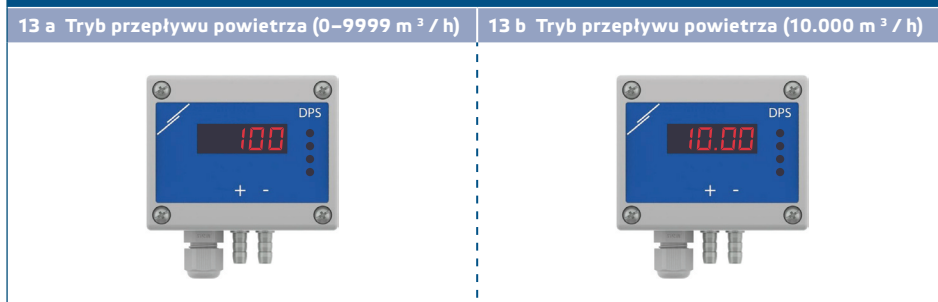 13 a Tryb przepływu powietrza (0–9999 m ³ / h)
DPS
100
+ -
13 b Tryb przepływu powietrza (10.000 m ³ / h)
DPS
10.00
+ -